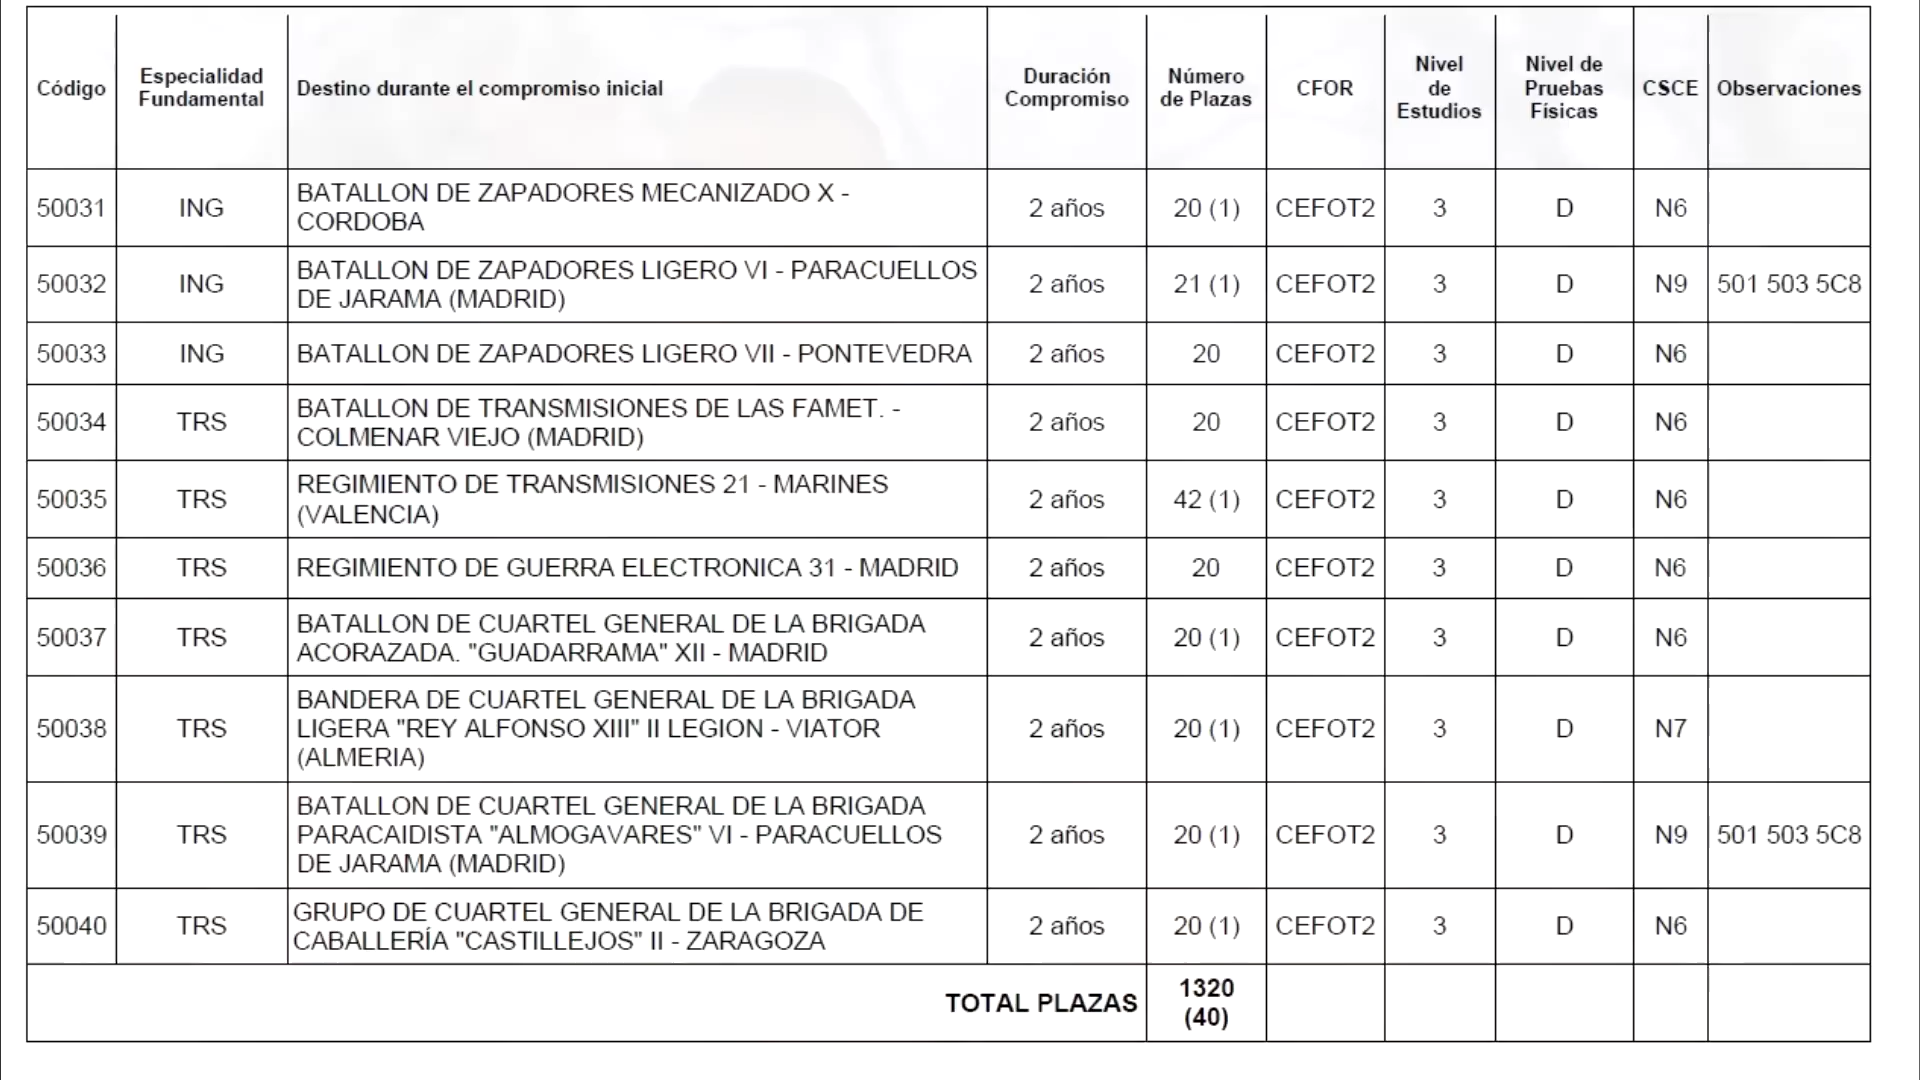 Código Especialidad Fundamental Destino durante el compromiso inicial Duración Compromiso Número de Plazas CFOR Nivel de Estudios Nivel de Pruebas Físicas CSCE Observaciones
50031 ING BATALLON DE ZAPADORES MECANIZADO X -
CORDOBA 2 años 20 (1) CEFOT2 3 D N6
50032 ING BATALLON DE ZAPADORES LIGERO VI - PARACUELLOS
DE JARAMA (MADRID) 2 años 21 (1) CEFOT2 3 D N9 501 503 5C8
50033 ING BATALLON DE ZAPADORES LIGERO VII - PONTEVEDRA 2 años 20 CEFOT2 3 D N6
50034 TRS BATALLON DE TRANSMISIONES DE LAS FAMET. -
COLMENAR VIEJO (MADRID) 2 años 20 CEFOT2 3 D N6
50035 TRS REGIMIENTO DE TRANSMISIONES 21 - MARINES
(VALENCIA) 2 años 42 (1) CEFOT2 3 D N6
50036 TRS REGIMIENTO DE GUERRA ELECTRONICA 31 - MADRID 2 años 20 CEFOT2 3 D N6
50037 TRS BATALLON DE CUARTEL GENERAL DE LA BRIGADA
ACORAZADA. "GUADARRAMA" XII - MADRID 2 años 20 (1) CEFOT2 3 D N6
50038 TRS BANDERA DE CUARTEL GENERAL DE LA BRIGADA
LIGERA "REY ALFONSO XIII" II LEGION - VIATOR
(ALMERIA) 2 años 20 (1) CEFOT2 3 D N7
50039 TRS BATALLON DE CUARTEL GENERAL DE LA BRIGADA
PARACAIDISTA "ALMOGAVARES" VI - PARACUELLOS
DE JARAMA (MADRID) 2 años 20 (1) CEFOT2 3 D N9 501 503 5C8
50040 TRS GRUPO DE CUARTEL GENERAL DE LA BRIGADA DE
CABALLERÍA "CASTILLEJOS" II - ZARAGOZA 2 años 20 (1) CEFOT2 3 D N6
TOTAL PLAZAS 1320
(40)